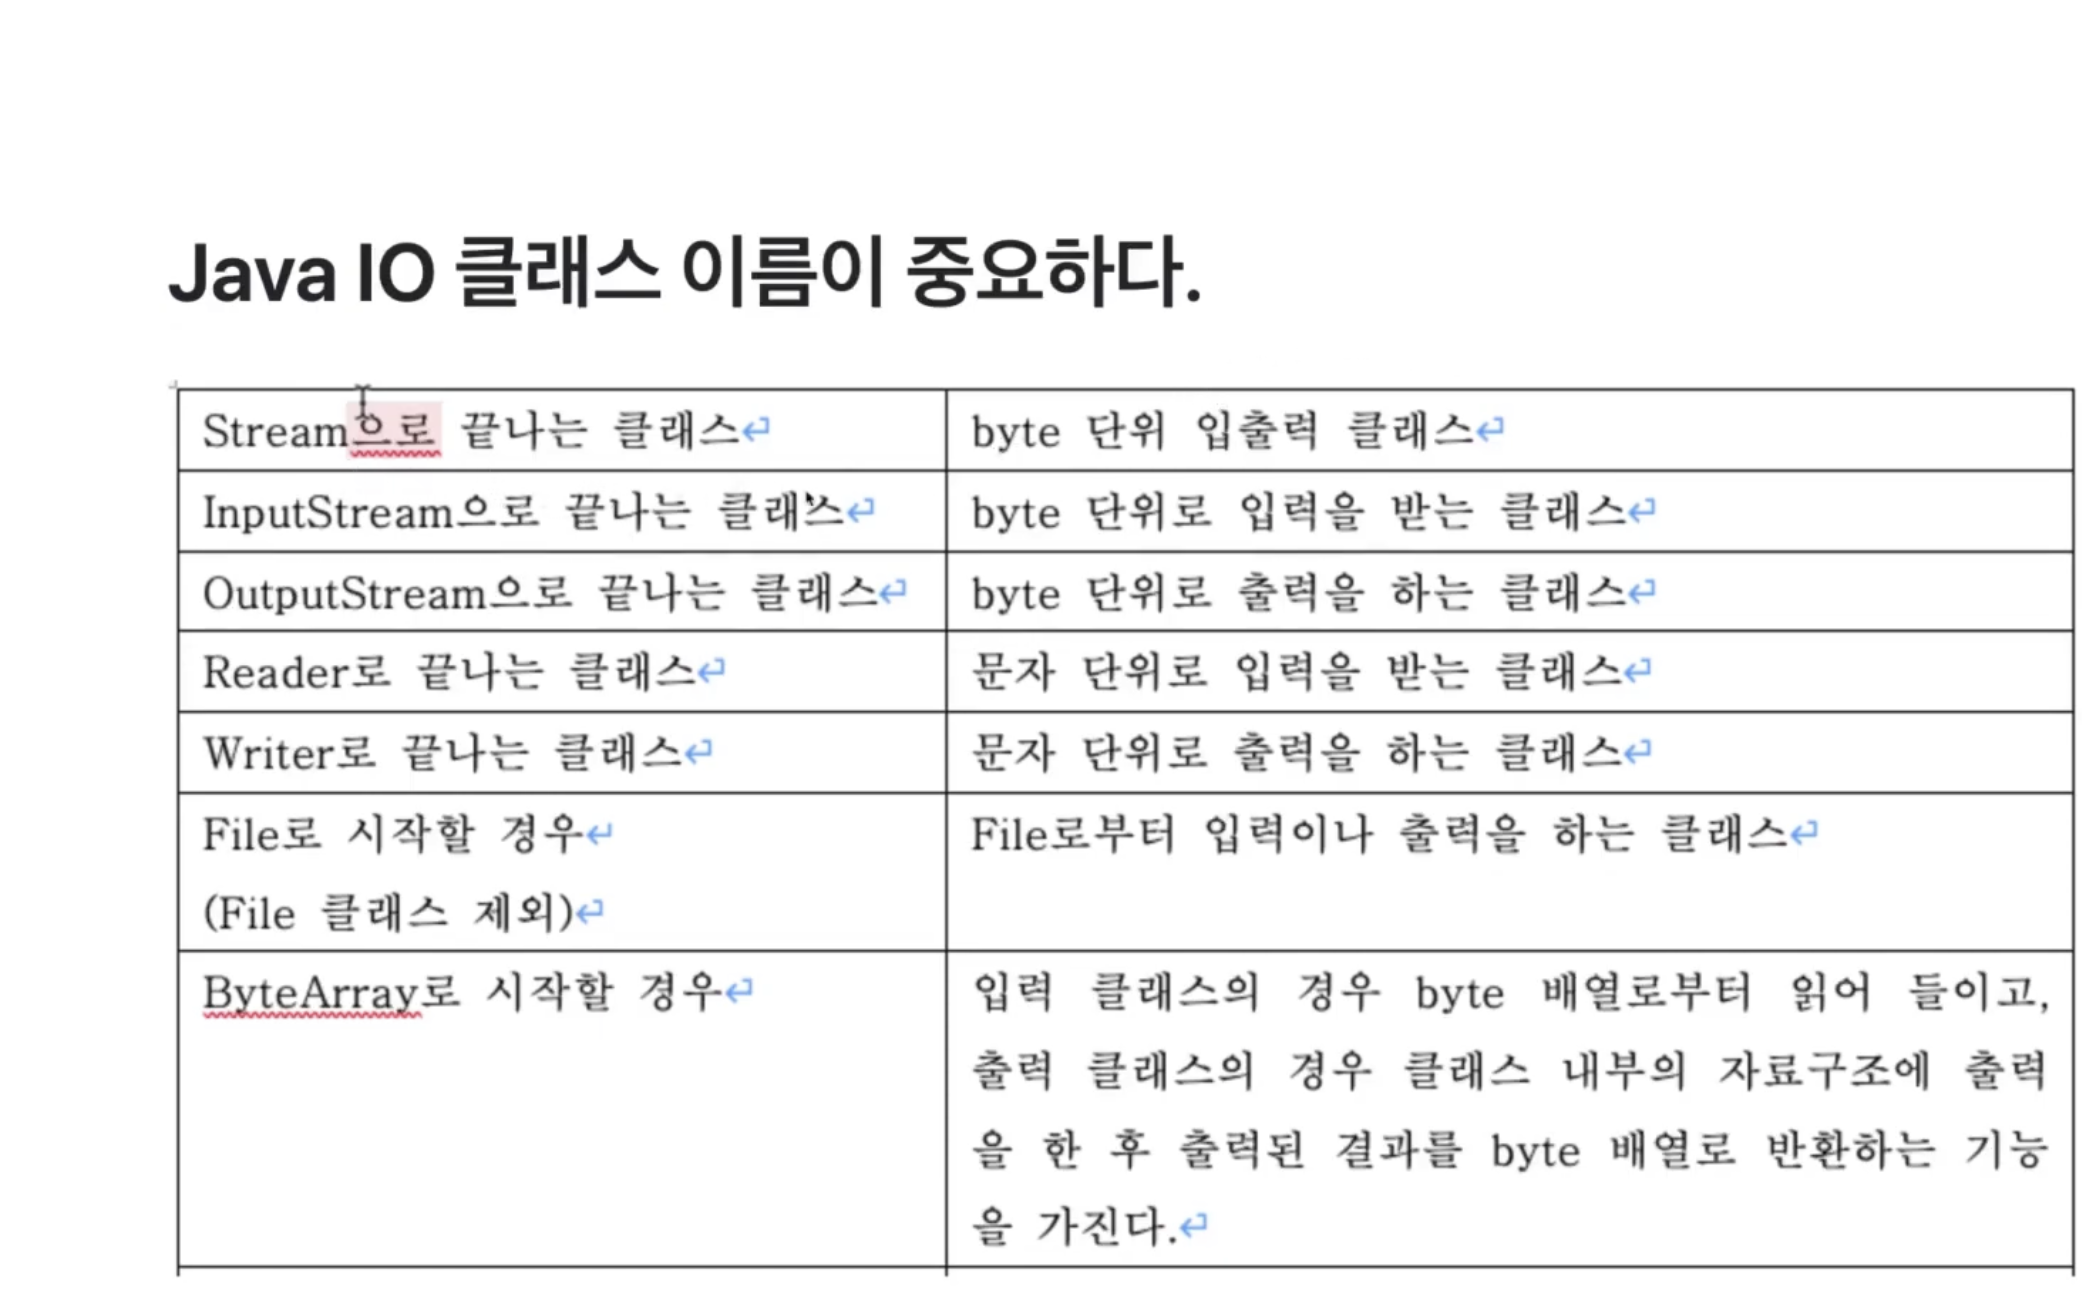 Java IO 클래스 이름이 중요하다.
Stream으로 끝나는 클래스
byte 단위 입출력 클래스
InputStream으로 끝나는 클래스
byte 단위로 입력을 받는 클래스
OutputStream으로 끝나는 클래스
byte 단위로 출력을 하는 클래스
Reader로 끝나는 클래스
문자 단위로 입력을 받는 클래스
Writer로 끝나는 클래스
문자 단위로 출력을 하는 클래스
File로 시작할 경우
(File 클래스 제외)
File로부터 입력이나 출력을 하는 클래스
ByteArray로 시작할 경우
입력 클래스의 경우 byte 배열로부터 읽어 들이고,
출력 클래스의 경우 클래스 내부의 자료구조에 출력
을 한 후 출력된 결과를 byte 배열로 반환하는 기능
을 가진다.